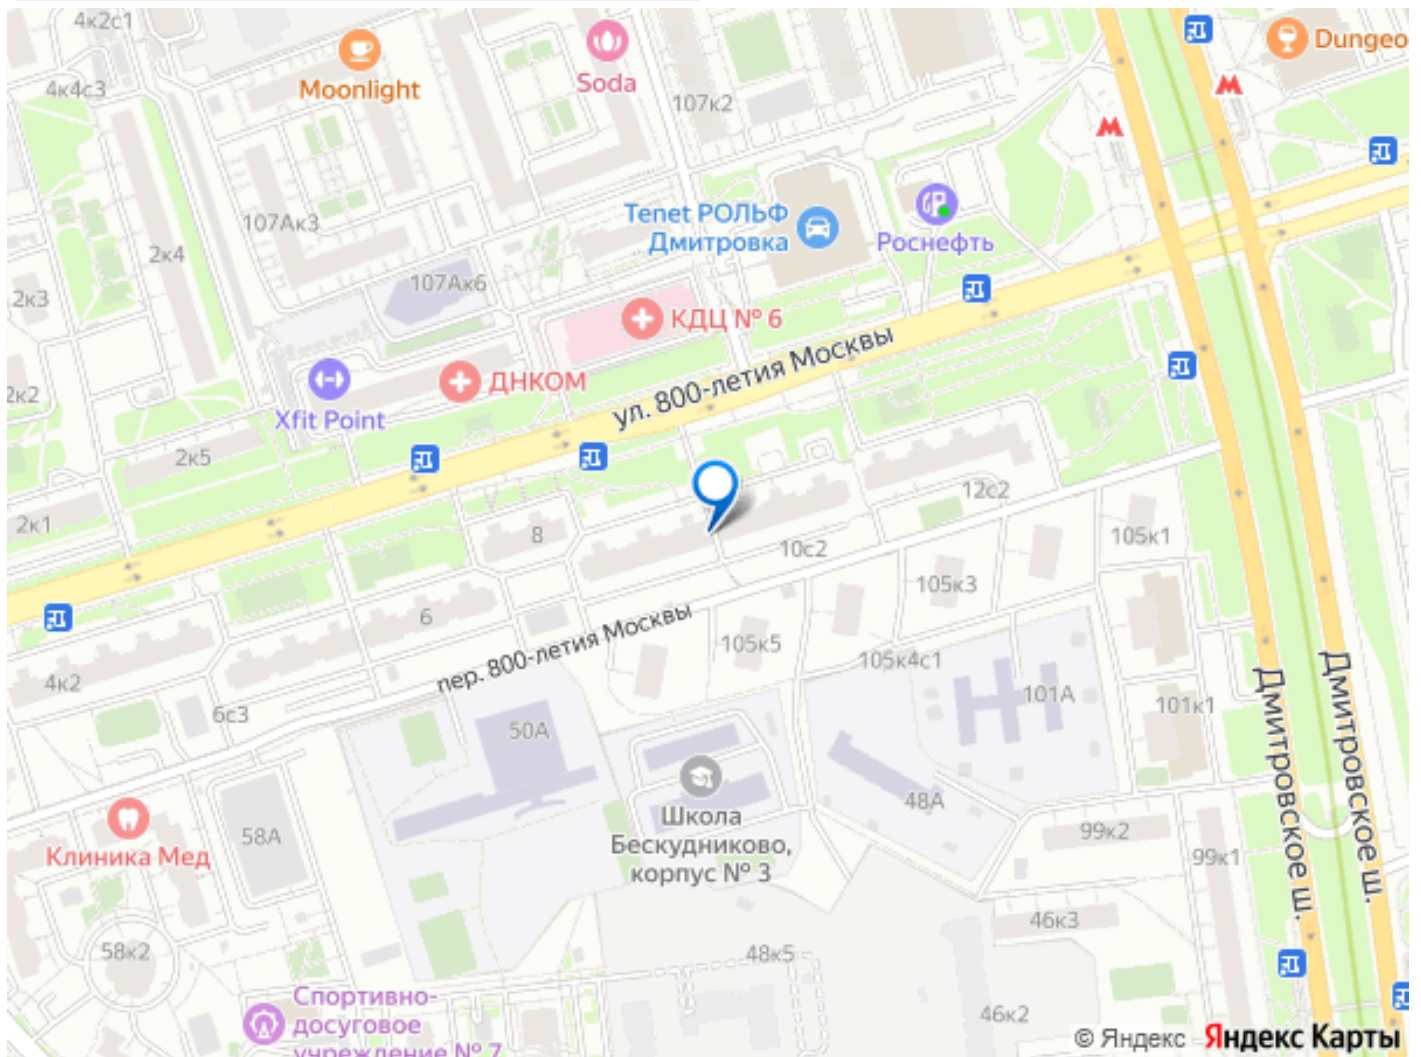 4к2с1
Moonlight
Soda
Dungeo
4к4с3
107к2
107Ак3
Tenet РОЛЬФ
Дмитровка
Роснефть
2к4
107Ак6
2к3
КДЦ № 6
ул. 800-летия Москвы
ДНКОМ
2к2
Xfit Point
2к5
2к1
12с2
8
10с2
105к1
105к3
6
пер. 800-летия Москвы
105к5
105к4с1
4к2
101А
101к1
6с3
50А
Дмитровское ш.
Дмитровское ш.
48А
Школа
Бескудниково,
корпус № 3
58А
Клиника Мед
99к2
99к1
46к3
58к2
48к5
Спортивно-
досуговое
учреждение № 7
46к2
© Яндекс Яндекс Карты